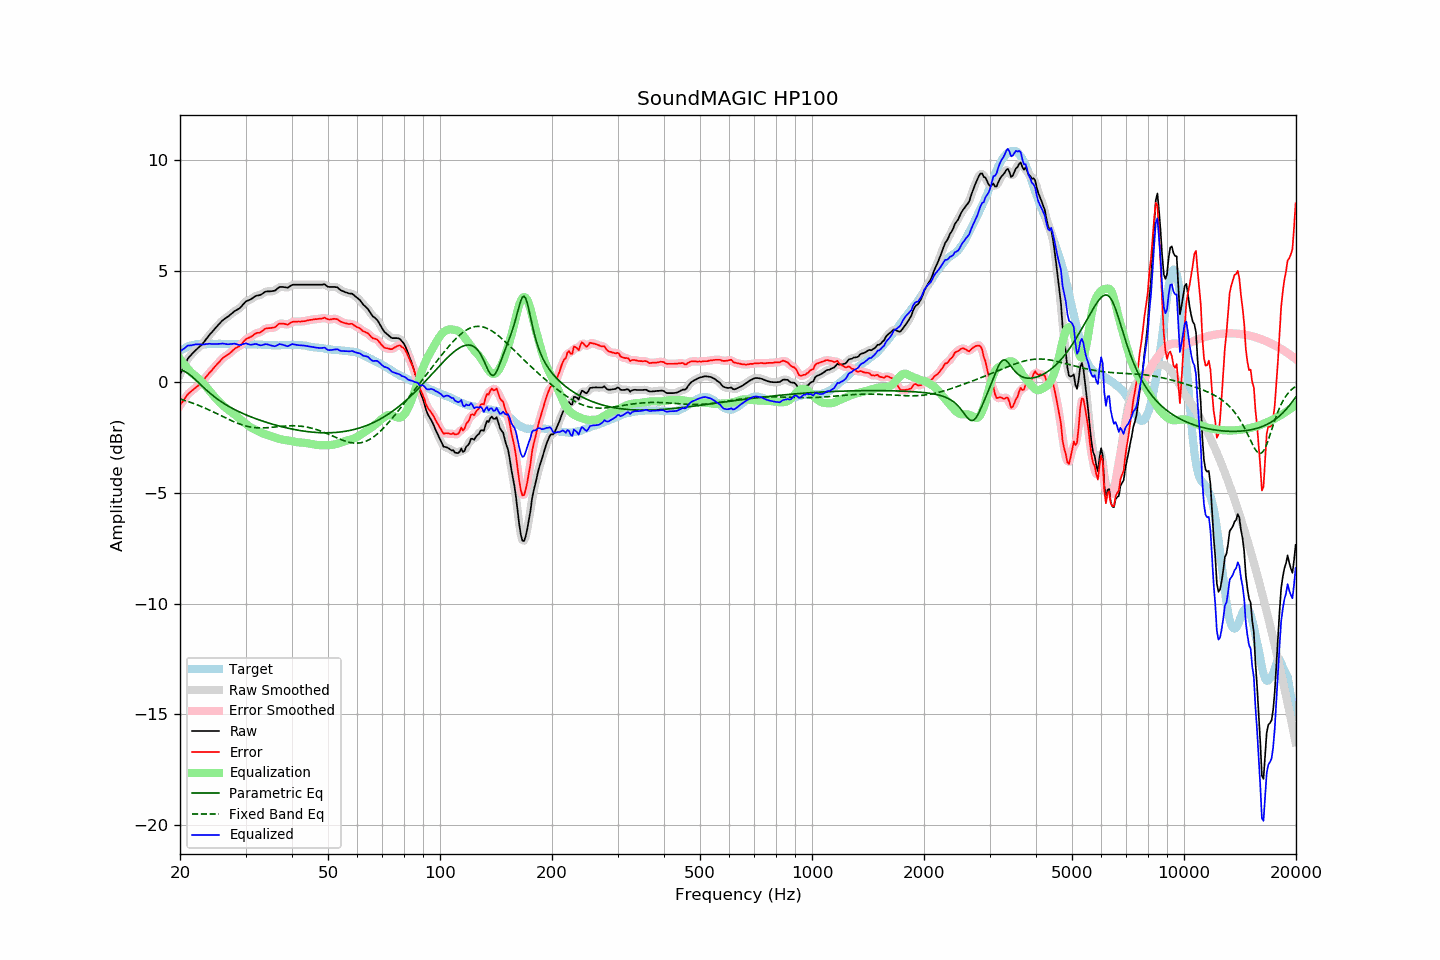 SoundMAGIC HP100
10
5
0
−5
−10
−15
−20
Amplitude (dBr)
Target
Raw Smoothed
Error Smoothed
Raw
Error
Equalization
Parametric Eq
Fixed Band Eq
Equalized
20 50 100 200 500 1000 2000 5000 10000 20000
Frequency (Hz)